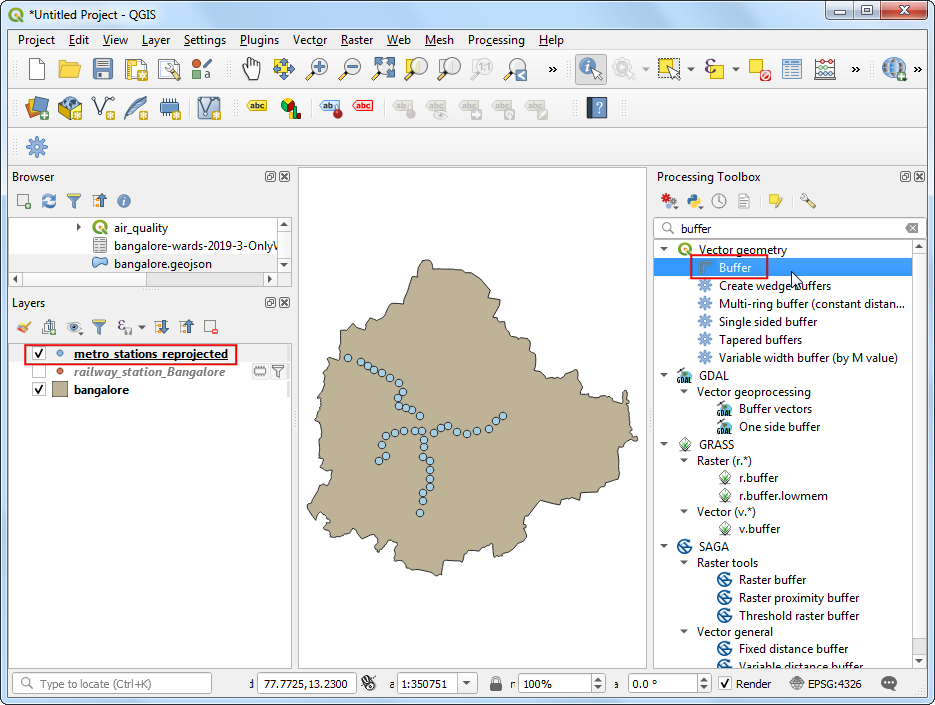 *Untitled Project - QGIS
Project Edit View Layer Settings Plugins Vector Raster Web Mesh Processing Help
abc abc abc
Browser
air_quality
bangalore-wards-2019-3-Only
bangalore.geojson
Layers
metro_stations_reprojected
railway_station_Bangalore
bangalore
Processing Toolbox
buffer
Vector geometry
Buffer
Create wedge buffers
Multi-ring buffer (constant distan...
Single sided buffer
Tapered buffers
Variable width buffer (by M value)
GDAL
Vector geoprocessing
Buffer vectors
One side buffer
GRASS
Raster (r.*)
r.buffer
r.buffer.lowmem
Vector (v.*)
v.buffer
SAGA
Raster tools
Raster buffer
Raster proximity buffer
Threshold raster buffer
Vector general
Fixed distance buffer
Variable distance buffer
Type to locate (Ctrl+K) 77.7725,13.2300 1:350751 100% 0.0 ° Render EPSG:4326